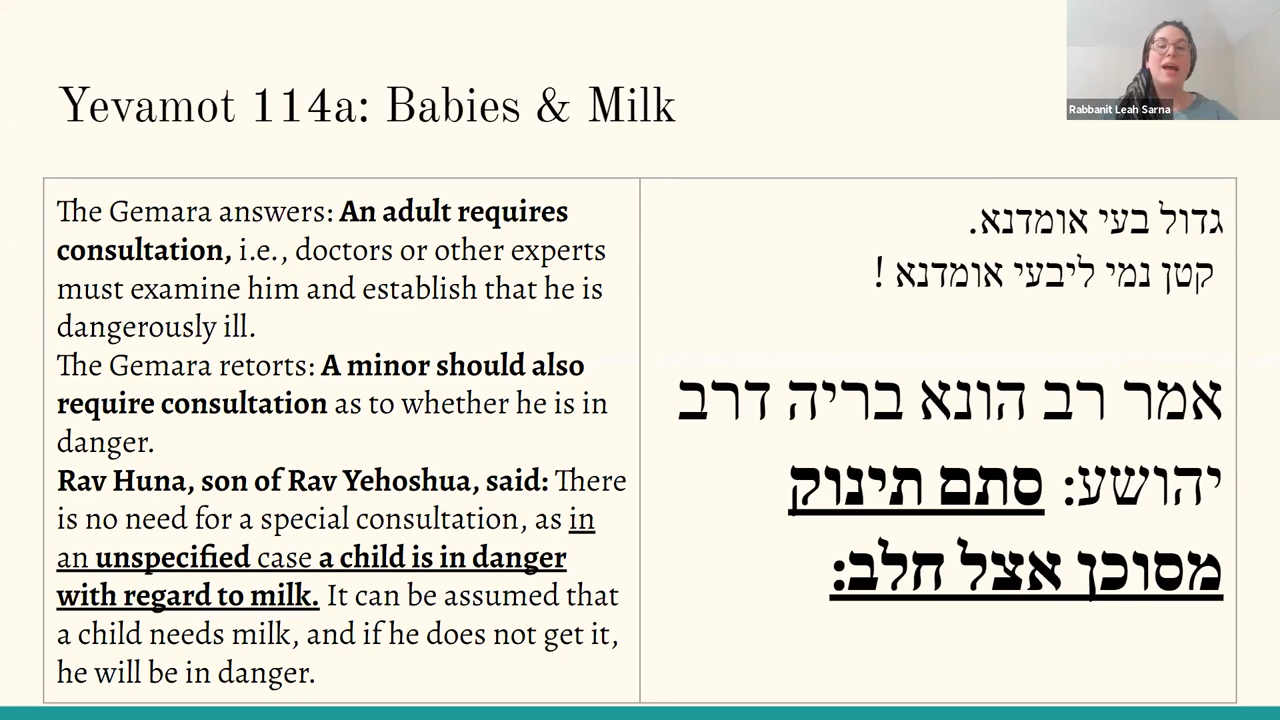 Yevamot 114a: Babies & Milk
Rabbanit Leah Sarna
The Gemara answers: An adult requires
consultation, i.e., doctors or other experts
must examine him and establish that he is
dangerously ill.
The Gemara retorts: A minor should also
require consultation as to whether he is in
danger.
Rav Huna, son of Rav Yehoshua, said: There
is no need for a special consultation, as in
an unspecified case a child is in danger
with regard to milk. It can be assumed that
a child needs milk, and if he does not get it,
he will be in danger.
גדול בעי אומדנא.
קטן נמי ליבעי אומדנא !
אמר רב הונא בריה דרב
יהושע: סתם תינוק
מסוכן אצל חלב: